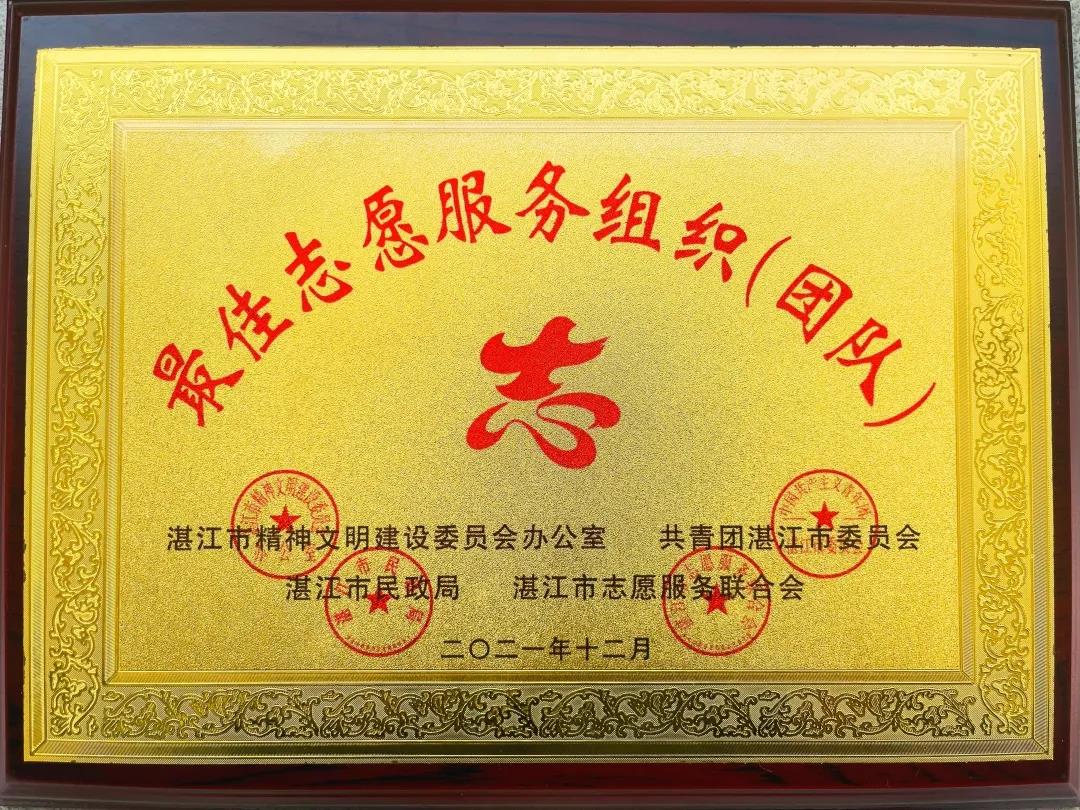 最佳志愿服务组织(团队)
志
湛江市精神文明建设委员会办公室 共青团湛江市委员会
湛江市民政局 湛江市志愿服务联合会
二〇二一年十二月